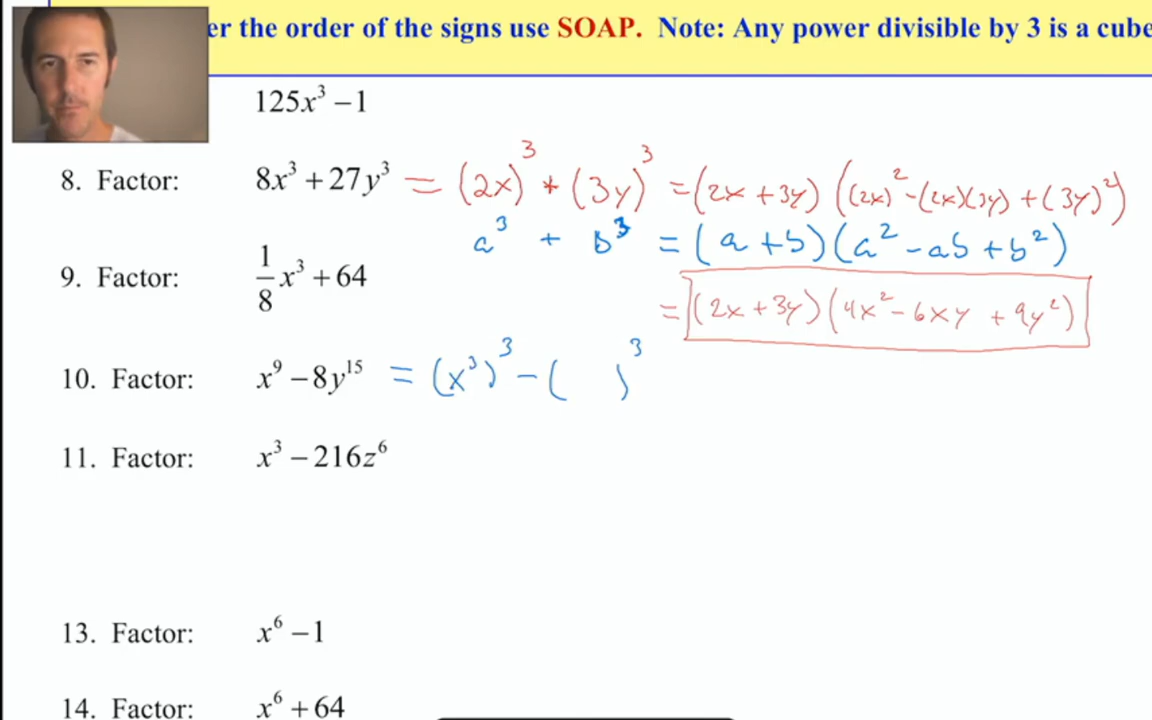 er the order of the signs use SOAP. Note: Any power divisible by 3 is a cube
125x³ – 1
8. Factor: 8x³ + 27y³ = (2x)³ + (3y)³ = (2x + 3y) ((2x)² - (2x)(3y) + (3y)²)
a³ + b³ = (a + b)(a² - ab + b²)
9. Factor: 1/8 x³ + 64
= (2x + 3y)(4x² - 6xy + 9y²)
10. Factor: x⁹ – 8y¹⁵ = (x³)³ - ( )³
11. Factor: x³ – 216z⁶
13. Factor: x⁶ – 1
14. Factor: x⁶ + 64